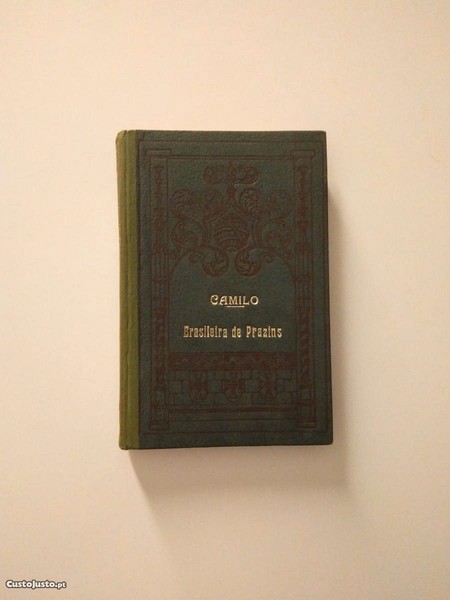 CAMILO
Brasileira de Prazins
CustoJusto.pt